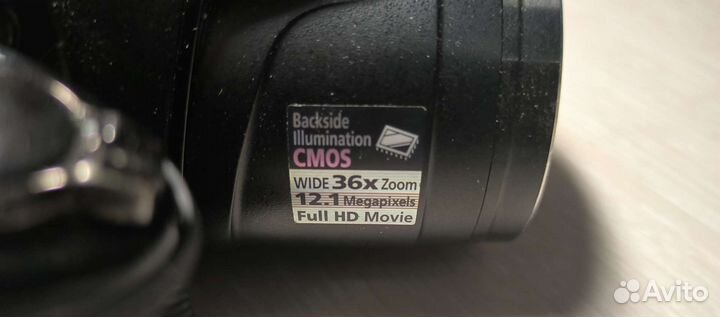 Backside
Illumination
CMOS
WIDE 36x Zoom
12.1 Megapixels
Full HD Movie
Avito